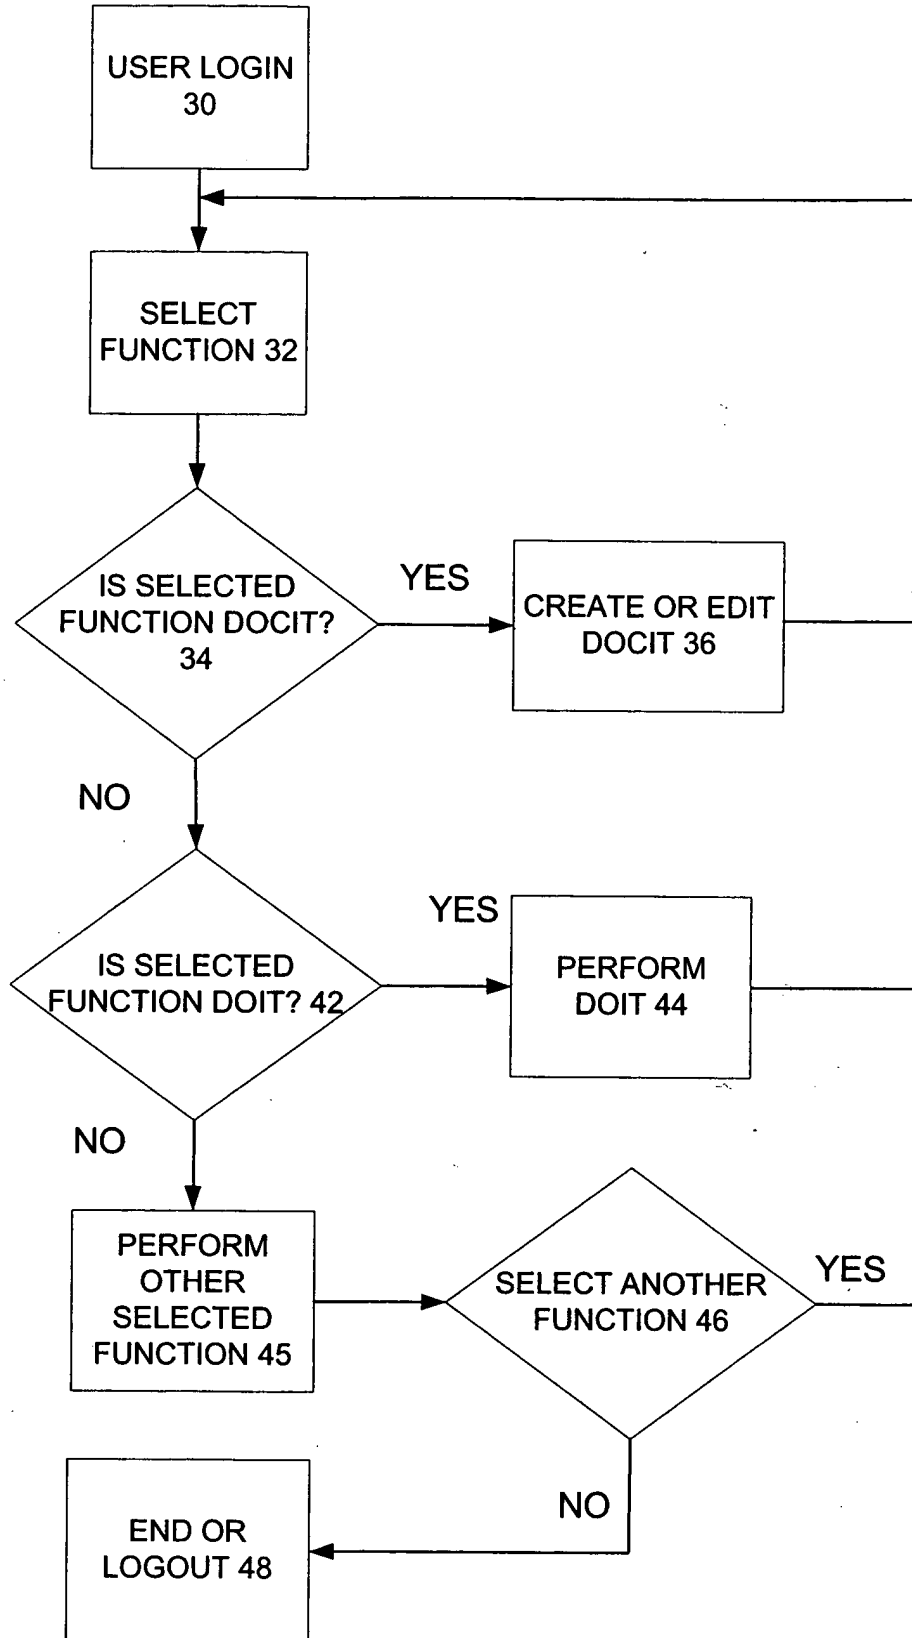 USER LOGIN
30
SELECT
FUNCTION 32
IS SELECTED
FUNCTION DOCIT?
34
YES
CREATE OR EDIT
DOCIT 36
NO
IS SELECTED
FUNCTION DOIT? 42
YES
PERFORM
DOIT 44
NO
PERFORM
OTHER
SELECTED
FUNCTION 45
SELECT ANOTHER
FUNCTION 46
YES
NO
END OR
LOGOUT 48